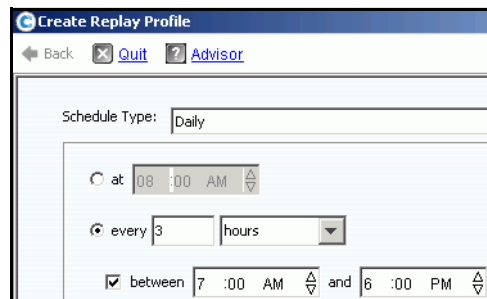 Create Replay Profile
Back Quit ? Advisor
Schedule Type: Daily
at 08 :00 AM
every 3 hours
between 7 :00 AM and 6 :00 PM